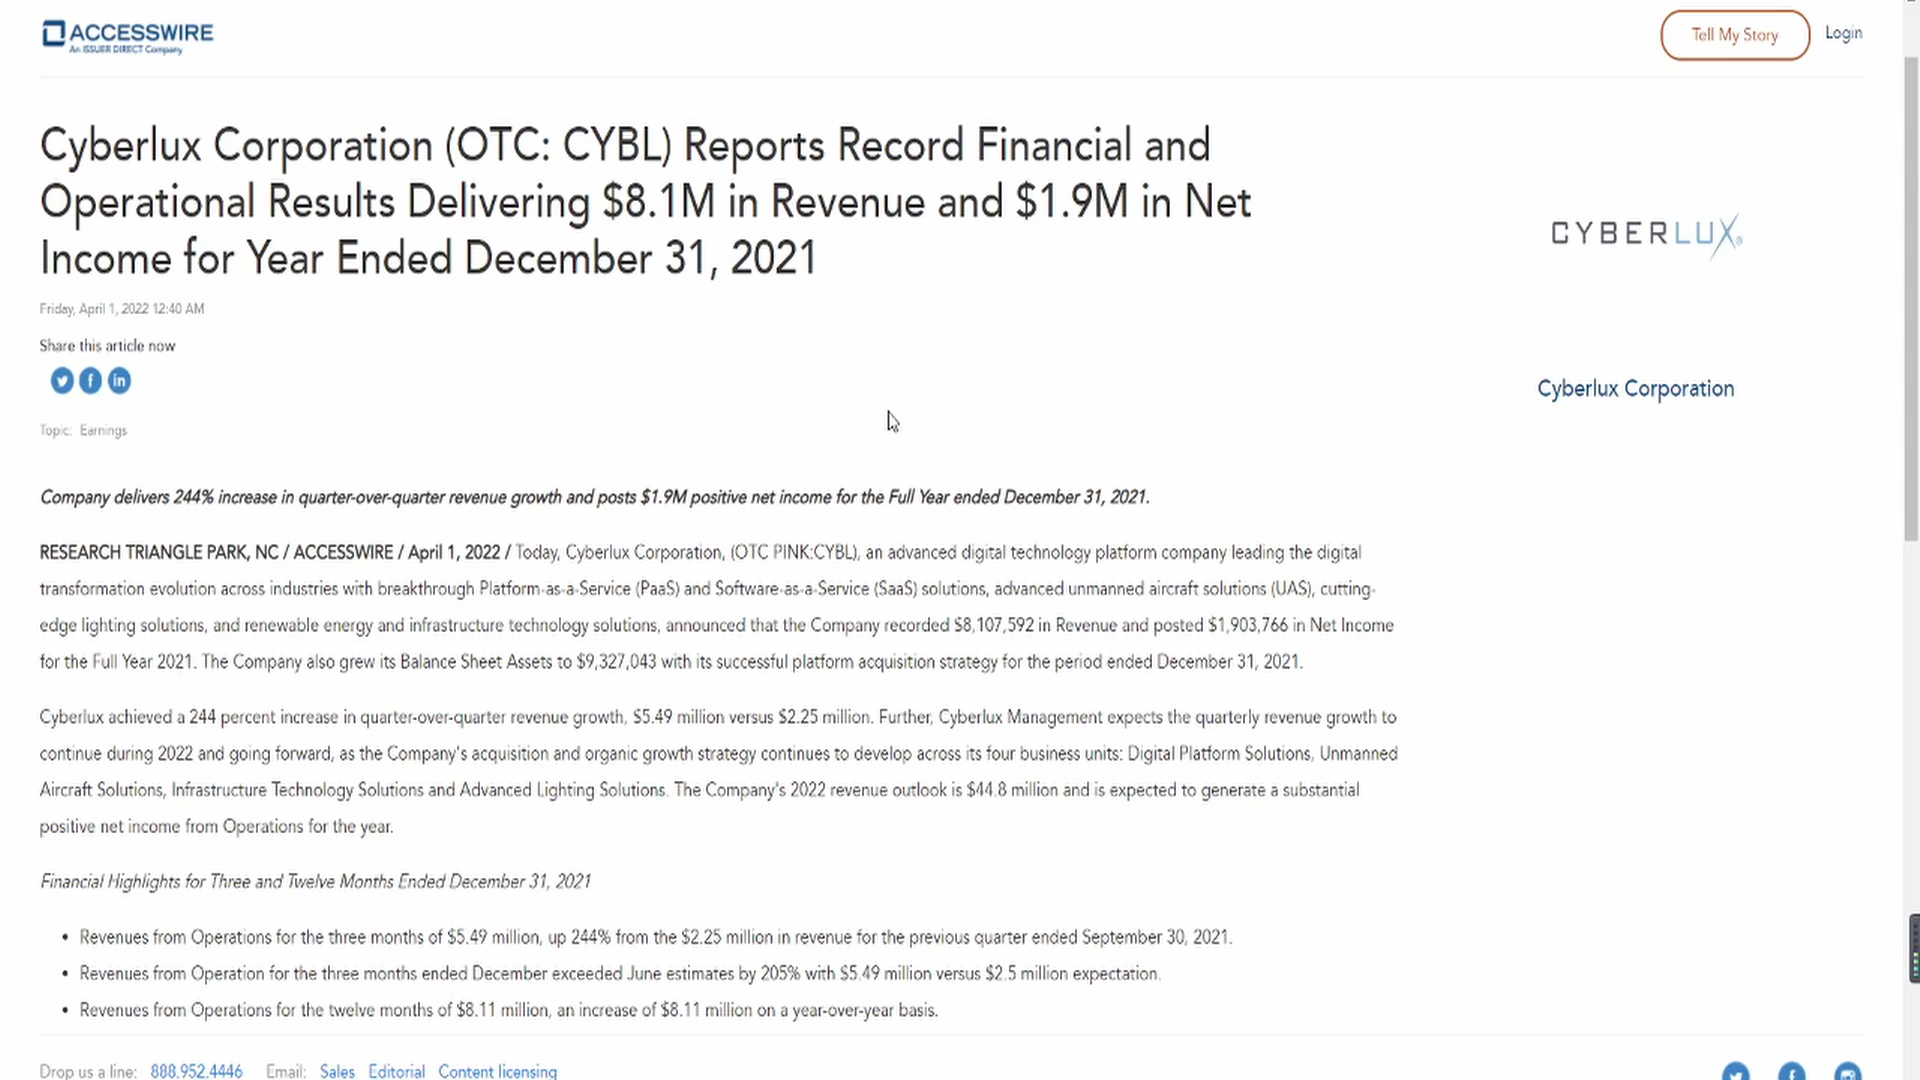 ACCESSWIRE
An ISSUER DIRECT Company
Tell My Story
Login
Cyberlux Corporation (OTC: CYBL) Reports Record Financial and
Operational Results Delivering $8.1M in Revenue and $1.9M in Net
Income for Year Ended December 31, 2021
CYBERLUX
Friday, April 1, 2022 12:40 AM
Share this article now
Cyberlux Corporation
Topic: Earnings
Company delivers 244% increase in quarter-over-quarter revenue growth and posts $1.9M positive net income for the Full Year ended December 31, 2021.
RESEARCH TRIANGLE PARK, NC / ACCESSWIRE / April 1, 2022 / Today, Cyberlux Corporation, (OTC PINK:CYBL), an advanced digital technology platform company leading the digital
transformation evolution across industries with breakthrough Platform-as-a-Service (PaaS) and Software-as-a-Service (SaaS) solutions, advanced unmanned aircraft solutions (UAS), cutting-
edge lighting solutions, and renewable energy and infrastructure technology solutions, announced that the Company recorded $8,107,592 in Revenue and posted $1,903,766 in Net Income
for the Full Year 2021. The Company also grew its Balance Sheet Assets to $9,327,043 with its successful platform acquisition strategy for the period ended December 31, 2021.
Cyberlux achieved a 244 percent increase in quarter-over-quarter revenue growth, $5.49 million versus $2.25 million. Further, Cyberlux Management expects the quarterly revenue growth to
continue during 2022 and going forward, as the Company's acquisition and organic growth strategy continues to develop across its four business units: Digital Platform Solutions, Unmanned
Aircraft Solutions, Infrastructure Technology Solutions and Advanced Lighting Solutions. The Company's 2022 revenue outlook is $44.8 million and is expected to generate a substantial
positive net income from Operations for the year.
Financial Highlights for Three and Twelve Months Ended December 31, 2021
• Revenues from Operations for the three months of $5.49 million, up 244% from the $2.25 million in revenue for the previous quarter ended September 30, 2021.
• Revenues from Operation for the three months ended December exceeded June estimates by 205% with $5.49 million versus $2.5 million expectation.
• Revenues from Operations for the twelve months of $8.11 million, an increase of $8.11 million on a year-over-year basis.
Drop us a line: 888.952.4446 Email: Sales Editorial Content licensing